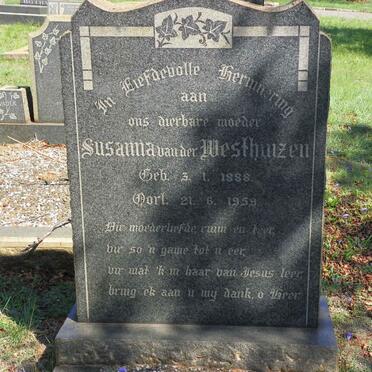 In Liefdevolle Herinnering
aan
ons dierbare moeder
Susanna van der Westhuizen
Geb. 3. 1. 1888.
Oorl. 21. 6. 1959.
Vir moederliefde, ruim en teer,
vir so'n gawe tot u eer,
vir wat 'k in haar van Jesus leer,
bring ek aan u my dank, o Heer.